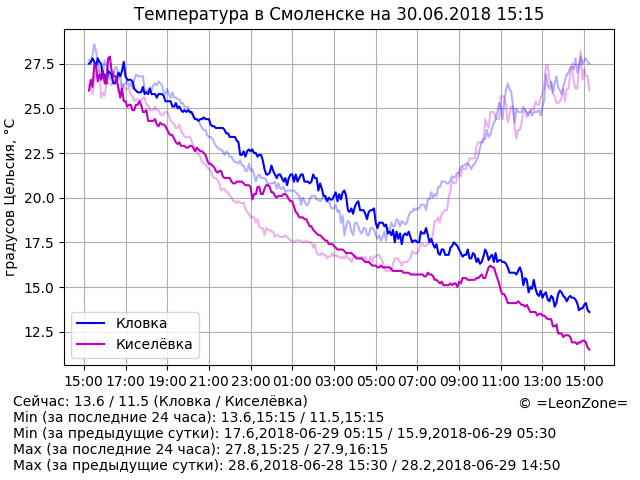 Температура в Смоленске на 30.06.2018 15:15
градусов Цельсия, °C
27.5
25.0
22.5
20.0
17.5
15.0
12.5
Кловка
Киселёвка
15:00 17:00 19:00 21:00 23:00 01:00 03:00 05:00 07:00 09:00 11:00 13:00 15:00
Сейчас: 13.6 / 11.5 (Кловка / Киселёвка)
© =LeonZone=
Min (за последние 24 часа): 13.6,15:15 / 11.5,15:15
Min (за предыдущие сутки): 17.6,2018-06-29 05:15 / 15.9,2018-06-29 05:30
Max (за последние 24 часа): 27.8,15:25 / 27.9,16:15
Max (за предыдущие сутки): 28.6,2018-06-28 15:30 / 28.2,2018-06-29 14:50